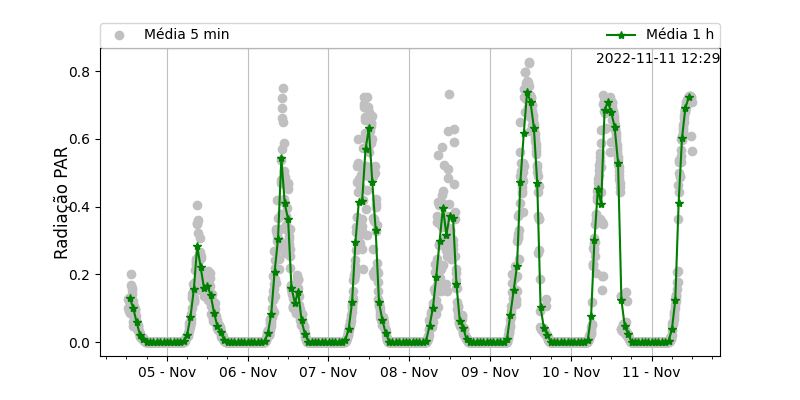 Média 5 min
Média 1 h
2022-11-11 12:29
Radiação PAR
0.8
0.6
0.4
0.2
0.0
05 - Nov
06 - Nov
07 - Nov
08 - Nov
09 - Nov
10 - Nov
11 - Nov